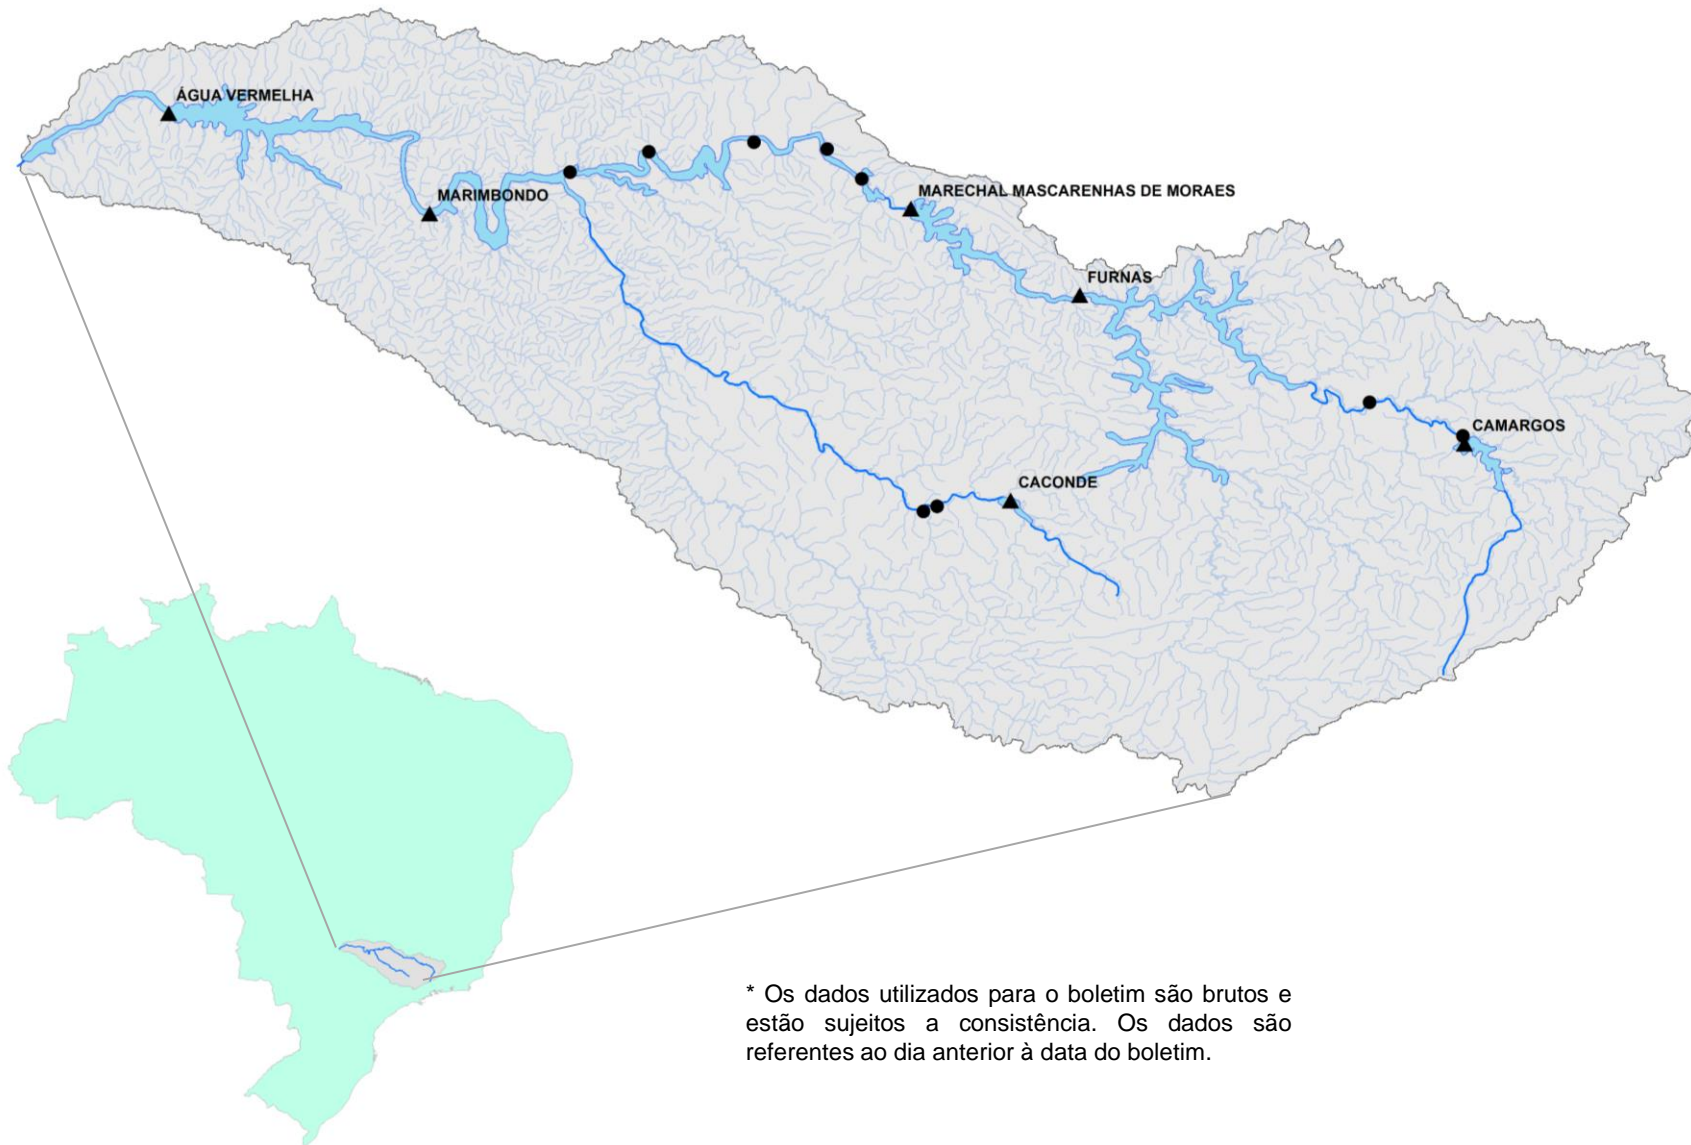 ÁGUA VERMELHA
MARIMBONDO
MARECHAL MASCARENHAS DE MORAES
FURNAS
CAMARGOS
CACONDE
* Os dados utilizados para o boletim são brutos e
estão sujeitos a consistência. Os dados são
referentes ao dia anterior à data do boletim.